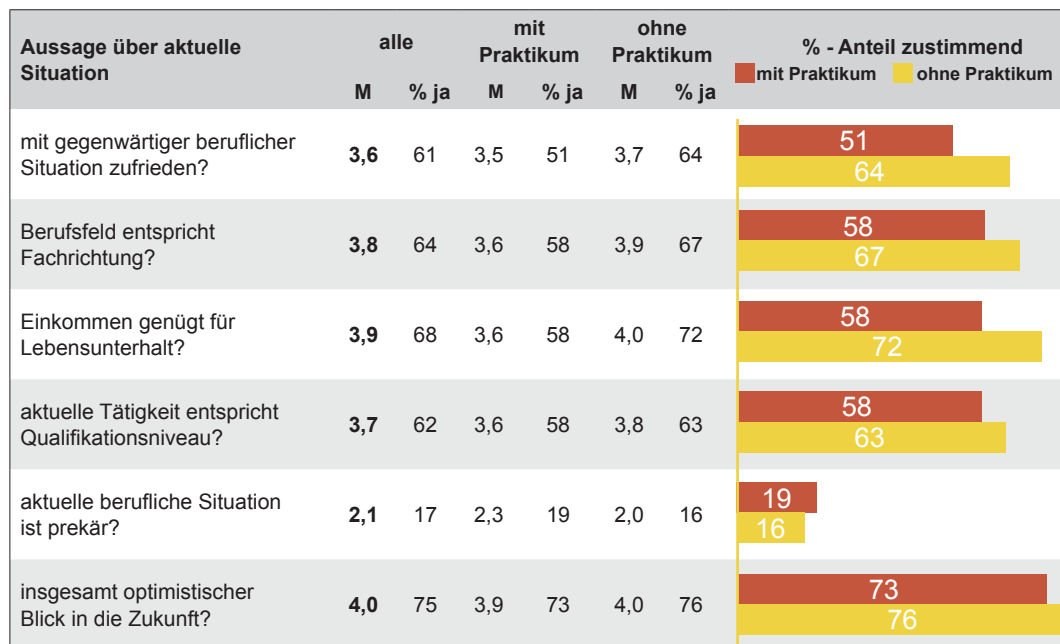 Aussage über aktuelle Situation
alle
mit Praktikum
ohne Praktikum
% - Anteil zustimmend
mit Praktikum ohne Praktikum
M % ja M % ja M % ja
mit gegenwärtiger beruflicher
Situation zufrieden?
3,6 61 3,5 51 3,7 64
51
64
Berufsfeld entspricht
Fachrichtung?
3,8 64 3,6 58 3,9 67
58
67
Einkommen genügt für
Lebensunterhalt?
3,9 68 3,6 58 4,0 72
58
72
aktuelle Tätigkeit entspricht
Qualifikationsniveau?
3,7 62 3,6 58 3,8 63
58
63
aktuelle berufliche Situation
ist prekär?
2,1 17 2,3 19 2,0 16
19
16
insgesamt optimistischer
Blick in die Zukunft?
4,0 75 3,9 73 4,0 76
73
76